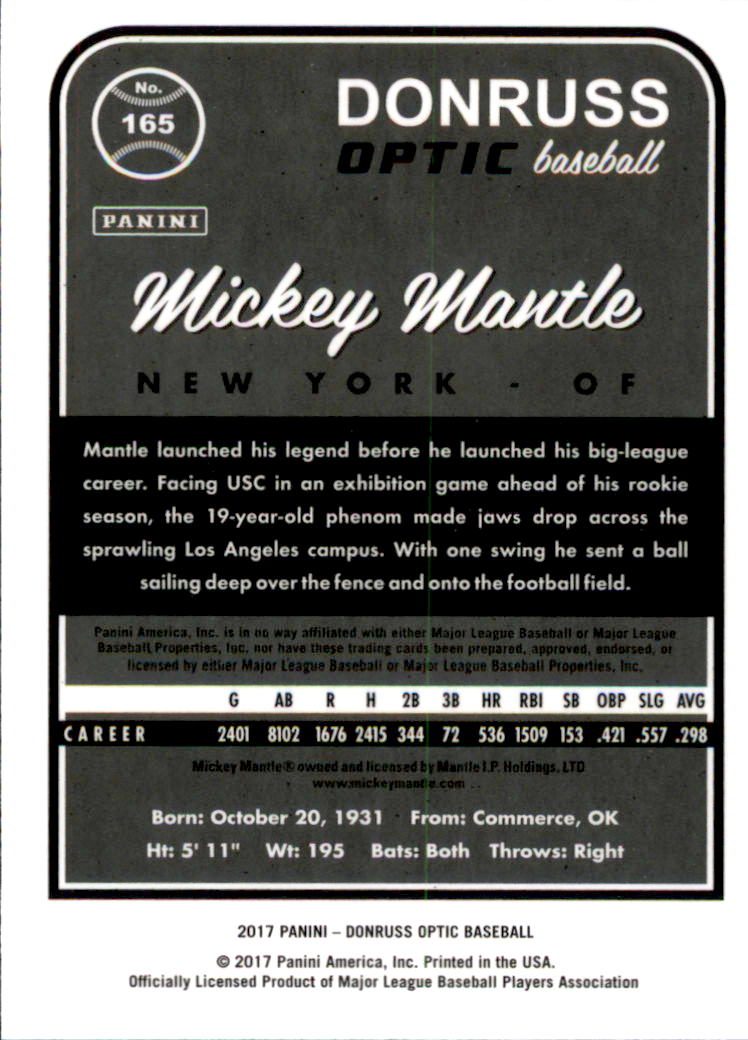 No.
165
DONRUSS
OPTIC baseball
PANINI
Mickey Mantle
NEW YORK - OF
Mantle launched his legend before he launched his big-league
career. Facing USC in an exhibition game ahead of his rookie
season, the 19-year-old phenom made jaws drop across the
sprawling Los Angeles campus. With one swing he sent a ball
sailing deep over the fence and onto the football field.
Panini America, Inc. is in no way affiliated with either Major League Baseball or Major League
Baseball Properties, Inc. nor have these trading cards been prepared, approved, endorsed, or
licensed by either Major League Baseball or Major League Baseball Properties, Inc.
G AB R H 2B 3B HR RBI SB OBP SLG AVG
CAREER 2401 8102 1676 2415 344 72 536 1509 153 .421 .557 .298
Mickey Mantle® owned and licensed by Mantle I.P. Holdings, LTD
www.mickeymantle.com
Born: October 20, 1931 From: Commerce, OK
Ht: 5' 11" Wt: 195 Bats: Both Throws: Right
2017 PANINI – DONRUSS OPTIC BASEBALL
© 2017 Panini America, Inc. Printed in the USA.
Officially Licensed Product of Major League Baseball Players Association